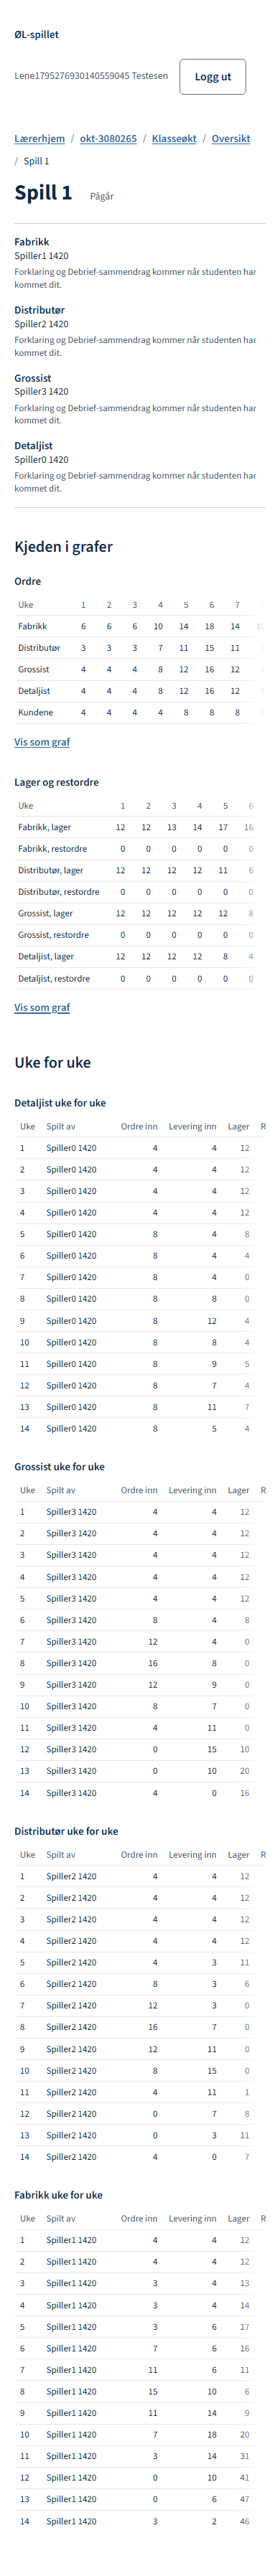 ØL-spillet
Lene1795276930140559045 Testesen
Logg ut
Lærerhjem / okt-3080265 / Klasseøkt / Oversikt
/ Spill 1
Spill 1 Pågår
Fabrikk
Spiller1 1420
Forklaring og Debrief-sammendrag kommer når studenten har
kommet dit.
Distributør
Spiller2 1420
Forklaring og Debrief-sammendrag kommer når studenten har
kommet dit.
Grossist
Spiller3 1420
Forklaring og Debrief-sammendrag kommer når studenten har
kommet dit.
Detaljist
Spiller0 1420
Forklaring og Debrief-sammendrag kommer når studenten har
kommet dit.
Kjeden i grafer
Ordre
Uke 1 2 3 4 5 6 7
Fabrikk 6 6 6 10 14 18 14
Distributør 3 3 3 7 11 15 11
Grossist 4 4 4 8 12 16 12
Detaljist 4 4 4 8 12 16 12
Kundene 4 4 4 4 8 8 8
Vis som graf
Lager og restordre
Uke 1 2 3 4 5 6
Fabrikk, lager 12 12 13 14 17 16
Fabrikk, restordre 0 0 0 0 0 0
Distributør, lager 12 12 12 12 11 6
Distributør, restordre 0 0 0 0 0 0
Grossist, lager 12 12 12 12 12 8
Grossist, restordre 0 0 0 0 0 0
Detaljist, lager 12 12 12 12 8 4
Detaljist, restordre 0 0 0 0 0 0
Vis som graf
Uke for uke
Detaljist uke for uke
Uke Spilt av Ordre inn Levering inn Lager R
1 Spiller0 1420 4 4 12
2 Spiller0 1420 4 4 12
3 Spiller0 1420 4 4 12
4 Spiller0 1420 4 4 12
5 Spiller0 1420 8 4 8
6 Spiller0 1420 8 4 4
7 Spiller0 1420 8 4 0
8 Spiller0 1420 8 8 0
9 Spiller0 1420 8 12 4
10 Spiller0 1420 8 8 4
11 Spiller0 1420 8 9 5
12 Spiller0 1420 8 7 4
13 Spiller0 1420 8 11 7
14 Spiller0 1420 8 5 4
Grossist uke for uke
Uke Spilt av Ordre inn Levering inn Lager R
1 Spiller3 1420 4 4 12
2 Spiller3 1420 4 4 12
3 Spiller3 1420 4 4 12
4 Spiller3 1420 4 4 12
5 Spiller3 1420 4 4 12
6 Spiller3 1420 8 4 8
7 Spiller3 1420 12 4 0
8 Spiller3 1420 16 8 0
9 Spiller3 1420 12 9 0
10 Spiller3 1420 8 7 0
11 Spiller3 1420 4 11 0
12 Spiller3 1420 0 15 10
13 Spiller3 1420 0 10 20
14 Spiller3 1420 4 0 16
Distributør uke for uke
Uke Spilt av Ordre inn Levering inn Lager R
1 Spiller2 1420 4 4 12
2 Spiller2 1420 4 4 12
3 Spiller2 1420 4 4 12
4 Spiller2 1420 4 4 12
5 Spiller2 1420 4 3 11
6 Spiller2 1420 8 3 6
7 Spiller2 1420 12 3 0
8 Spiller2 1420 16 7 0
9 Spiller2 1420 12 11 0
10 Spiller2 1420 8 15 0
11 Spiller2 1420 4 11 1
12 Spiller2 1420 0 7 8
13 Spiller2 1420 0 3 11
14 Spiller2 1420 4 0 7
Fabrikk uke for uke
Uke Spilt av Ordre inn Levering inn Lager R
1 Spiller1 1420 4 4 12
2 Spiller1 1420 4 4 12
3 Spiller1 1420 3 4 13
4 Spiller1 1420 3 4 14
5 Spiller1 1420 3 6 17
6 Spiller1 1420 7 6 16
7 Spiller1 1420 11 6 11
8 Spiller1 1420 15 10 6
9 Spiller1 1420 11 14 9
10 Spiller1 1420 7 18 20
11 Spiller1 1420 3 14 31
12 Spiller1 1420 0 10 41
13 Spiller1 1420 0 6 47
14 Spiller1 1420 3 2 46